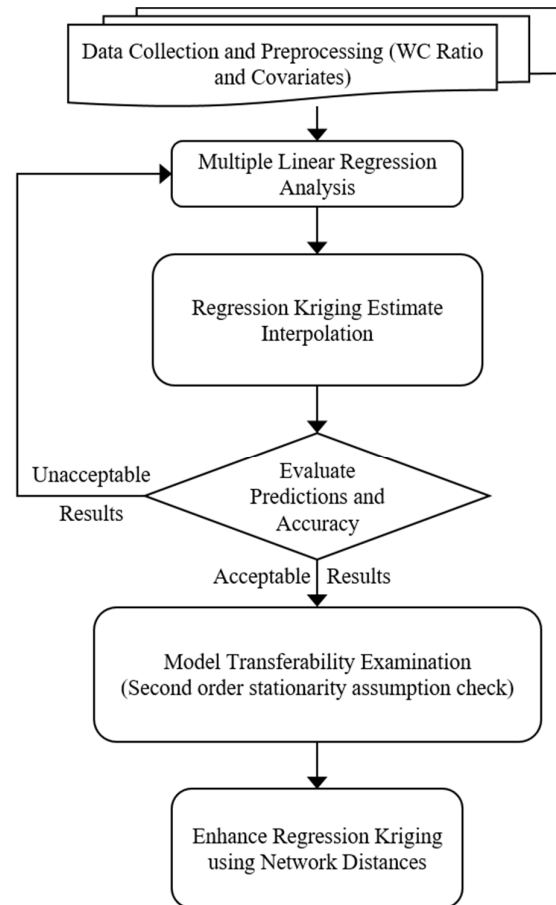 Data Collection and Preprocessing (WC Ratio
and Covariates)
Multiple Linear Regression
Analysis
Regression Kriging Estimate
Interpolation
Evaluate
Predictions and
Accuracy
Unacceptable
Results
Acceptable Results
Model Transferability Examination
(Second order stationarity assumption check)
Enhance Regression Kriging
using Network Distances